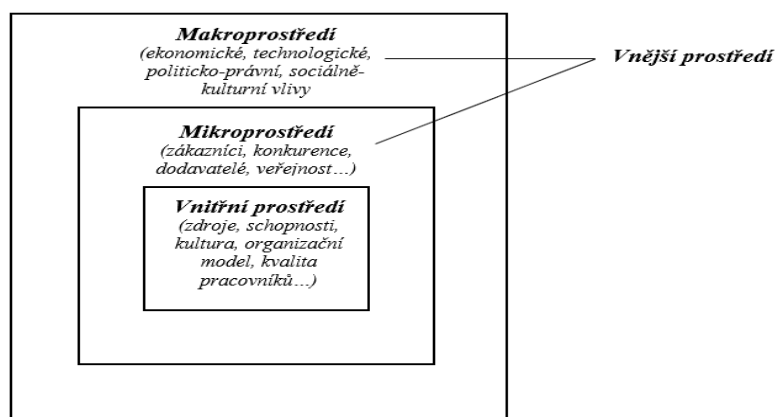 Makroprostředí
(ekonomické, technologické,
politicko-právní, sociálně-
kulturní vlivy
Vnější prostředí
Mikroprostředí
(zákazníci, konkurence,
dodavatelé, veřejnost…)
Vnitřní prostředí
(zdroje, schopnosti,
kultura, organizační
model, kvalita
pracovníků…)